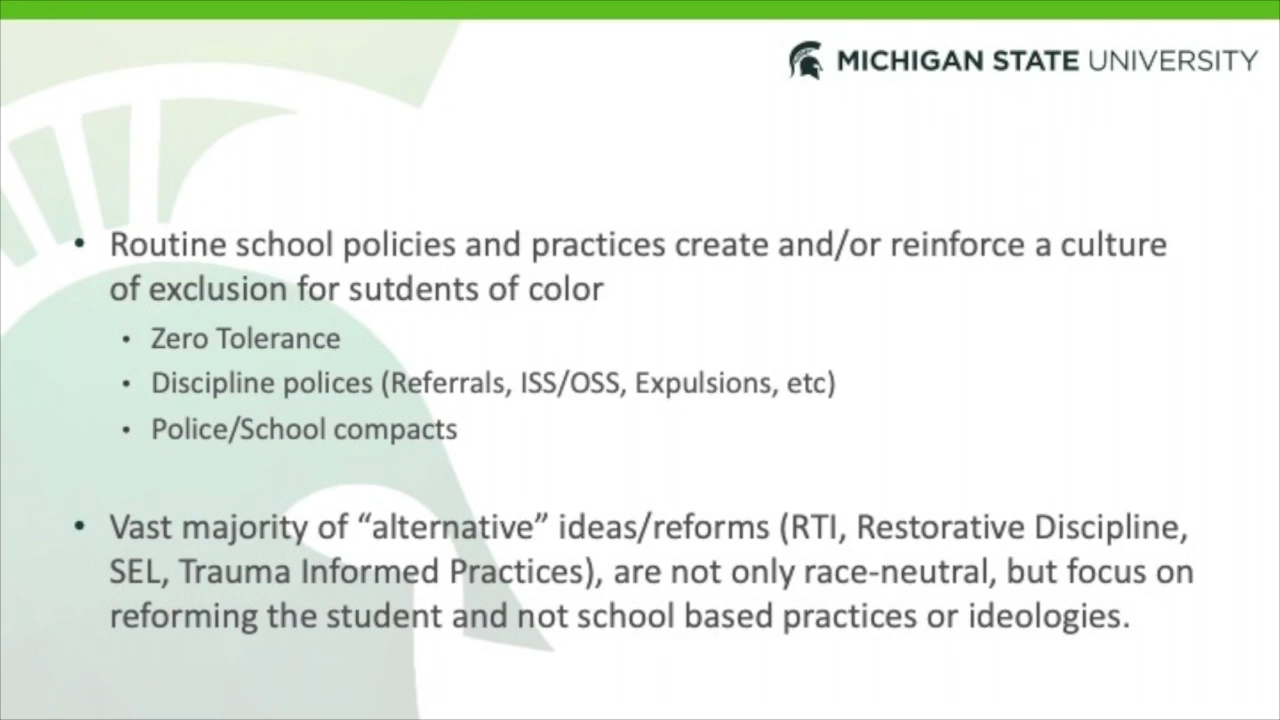 MICHIGAN STATE UNIVERSITY
• Routine school policies and practices create and/or reinforce a culture
of exclusion for sutdents of color
• Zero Tolerance
• Discipline polices (Referrals, ISS/OSS, Expulsions, etc)
• Police/School compacts
• Vast majority of “alternative” ideas/reforms (RTI, Restorative Discipline,
SEL, Trauma Informed Practices), are not only race-neutral, but focus on
reforming the student and not school based practices or ideologies.